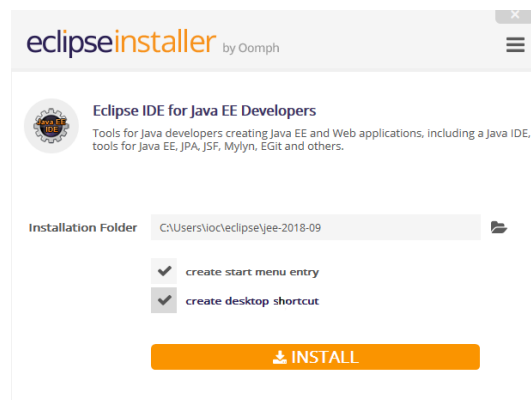 eclipseinstaller by Oomph
Java EE
IDE
Eclipse IDE for Java EE Developers
Tools for Java developers creating Java EE and Web applications, including a Java IDE,
tools for Java EE, JPA, JSF, Mylyn, EGit and others.
Installation Folder C:\Users\ioc\eclipse\jee-2018-09
create start menu entry
create desktop shortcut
INSTALL